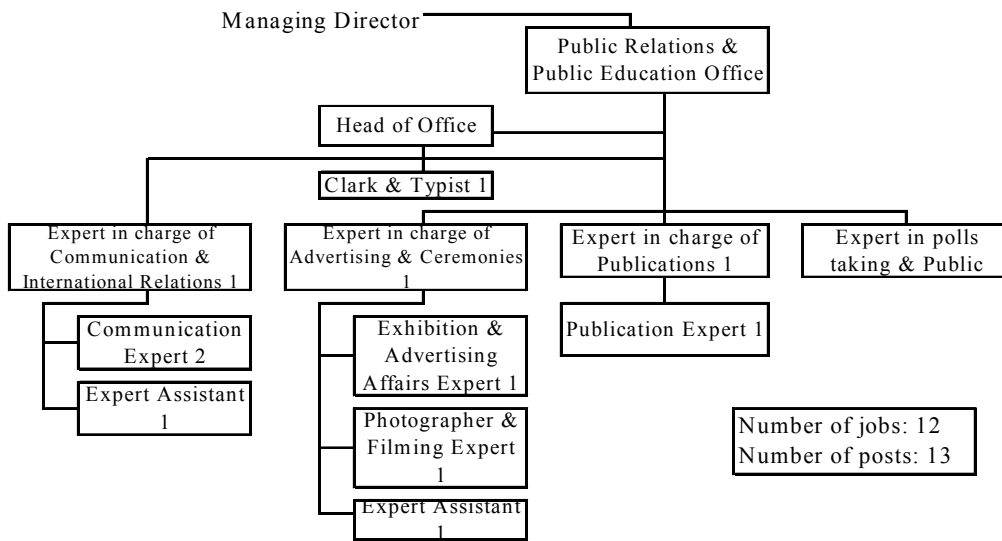 Managing Director
Public Relations &
Public Education Office
Head of Office
Clark & Typist 1
Expert in charge of
Communication &
International Relations 1
Expert in charge of
Advertising & Ceremonies
1
Expert in charge of
Publications 1
Expert in polls
taking & Public
Communication
Expert 2
Expert Assistant
1
Exhibition &
Advertising
Affairs Expert 1
Photographer &
Filming Expert
1
Expert Assistant
1
Publication Expert 1
Number of jobs: 12
Number of posts: 13